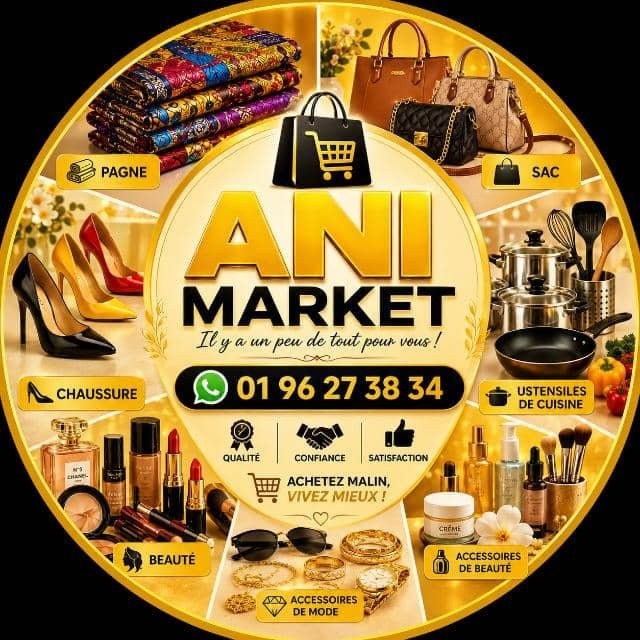 PAGNE
SAC
ANI
MARKET
Il y a un peu de tout pour vous !
01 96 27 38 34
CHAUSSURE
USTENSILES
DE CUISINE
QUALITÉ
CONFIANCE
SATISFACTION
ACHETEZ MALIN,
VIVEZ MIEUX !
N°5
CHANEL
CRÈME
BEAUTÉ
ACCESSOIRES
DE BEAUTÉ
ACCESSOIRES
DE MODE